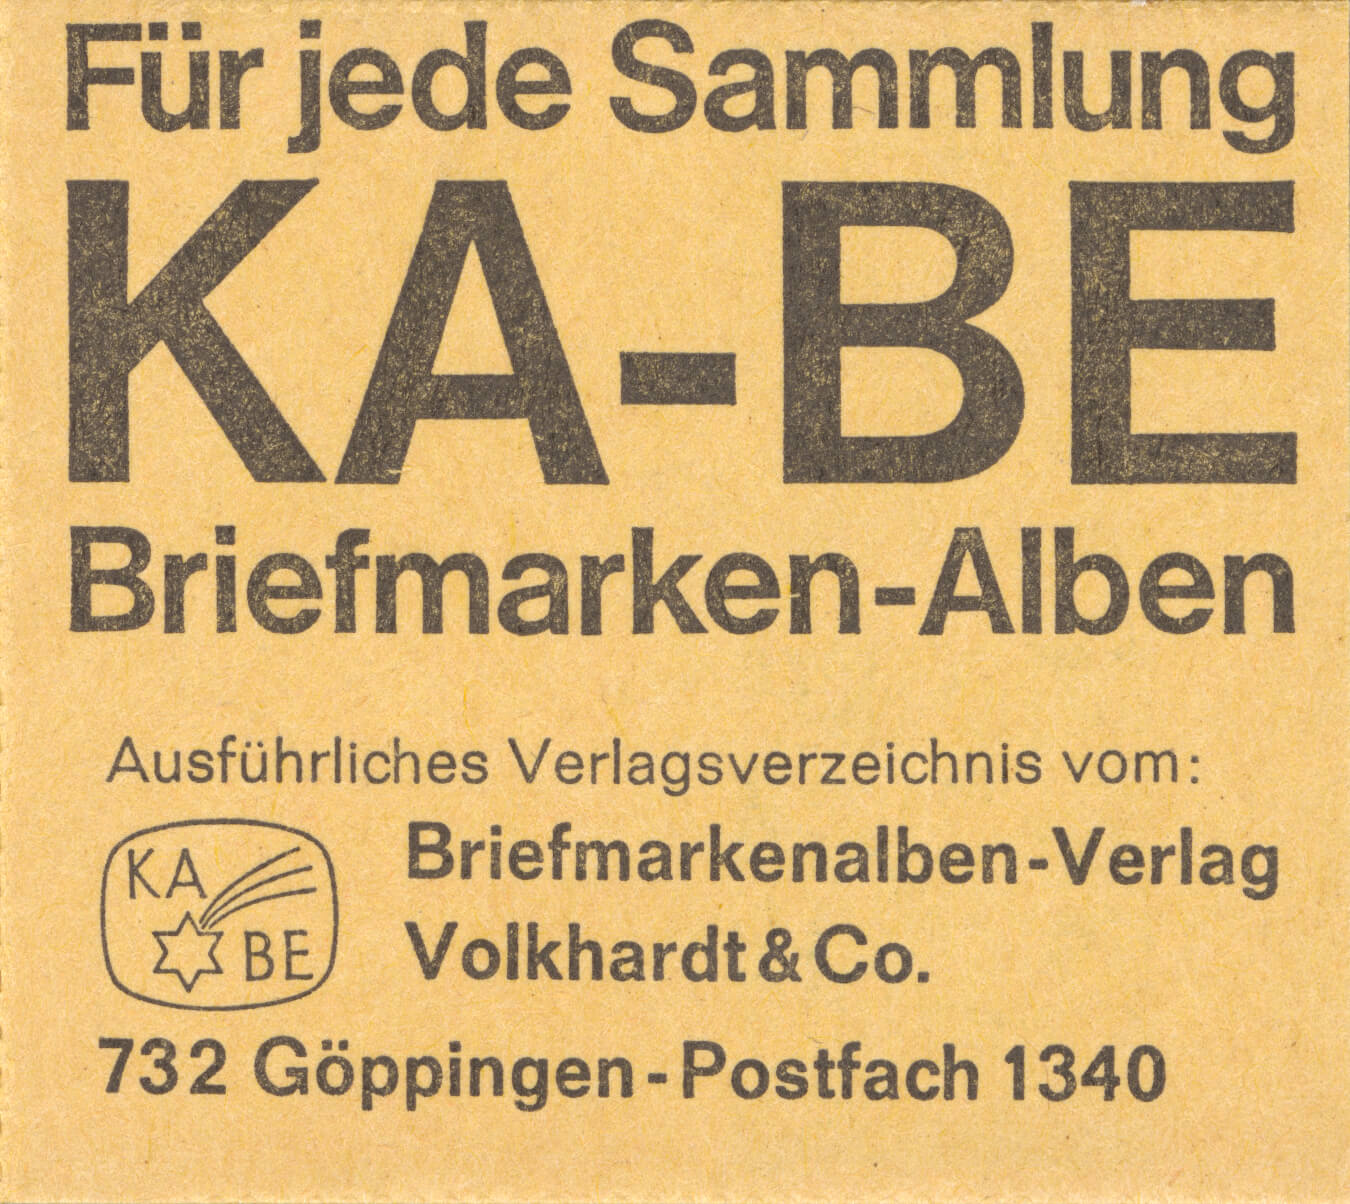 Für jede Sammlung
KA-BE
Briefmarken-Alben
Ausführliches Verlagsverzeichnis vom:
KA
BE
Briefmarkenalben-Verlag
Volkhardt & Co.
732 Göppingen - Postfach 1340